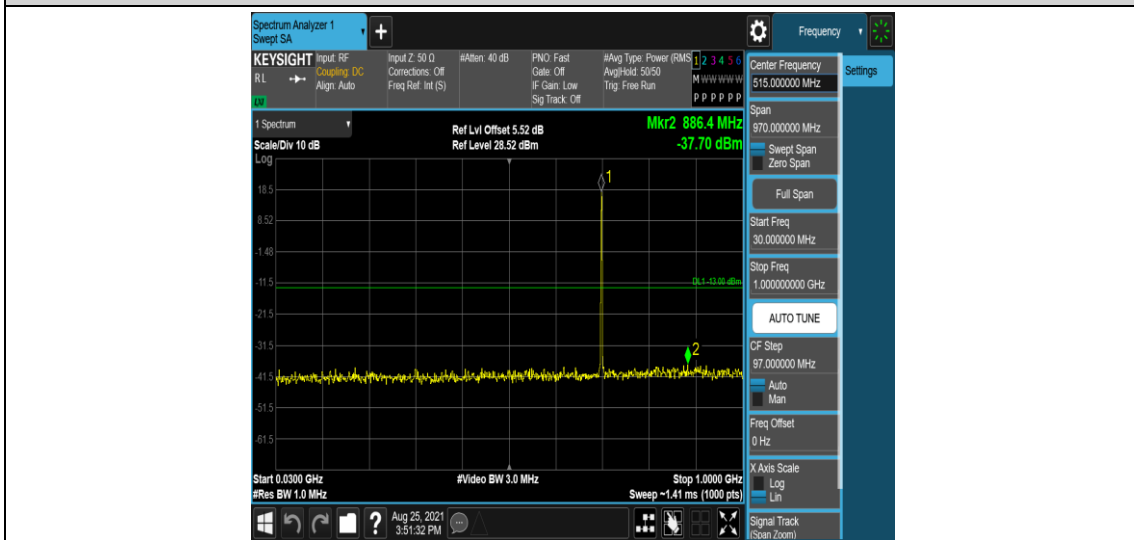 Spectrum Analyzer 1
Swept SA
+
Frequency
KEYSIGHT
RL
Input: RF
Coupling: DC
Align: Auto
Input Z: 50 Ω
Corrections: Off
Freq Ref: Int (S)
#Atten: 40 dB
PNO: Fast
Gate: Off
IF Gain: Low
Sig Track: Off
#Avg Type: Power (RMS
Avg|Hold: 50/50
Trig: Free Run
1 2 3 4 5 6
M W W W W W
P P P P P P
1 Spectrum
Scale/Div 10 dB
Log
Ref Lvl Offset 5.52 dB
Ref Level 28.52 dBm
Mkr2 886.4 MHz
-37.70 dBm
1
18.5
8.52
-1.48
-11.5
DL1 -13.00 dBm
-21.5
-31.5
2
-41.5
-51.5
-61.5
Start 0.0300 GHz
#Res BW 1.0 MHz
#Video BW 3.0 MHz
Stop 1.0000 GHz
Sweep ~1.41 ms (1000 pts)
?
Aug 25, 2021
3:51:32 PM
Center Frequency
515.000000 MHz
Settings
Span
970.000000 MHz
Swept Span
Zero Span
Full Span
Start Freq
30.000000 MHz
Stop Freq
1.000000000 GHz
AUTO TUNE
CF Step
97.000000 MHz
Auto
Man
Freq Offset
0 Hz
X Axis Scale
Log
Lin
Signal Track
(Span Zoom)